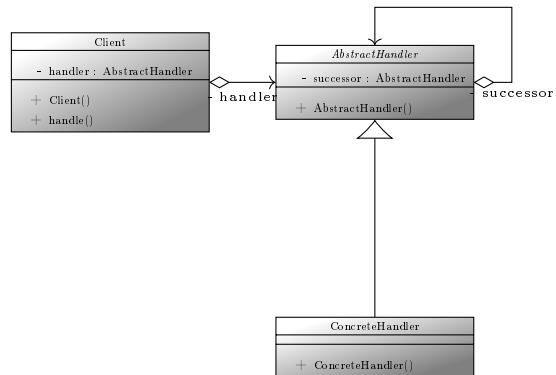 Client
- handler : AbstractHandler
+ Client()
+ handle()
- handler
AbstractHandler
- successor : AbstractHandler
+ AbstractHandler()
- successor
ConcreteHandler
+ ConcreteHandler()